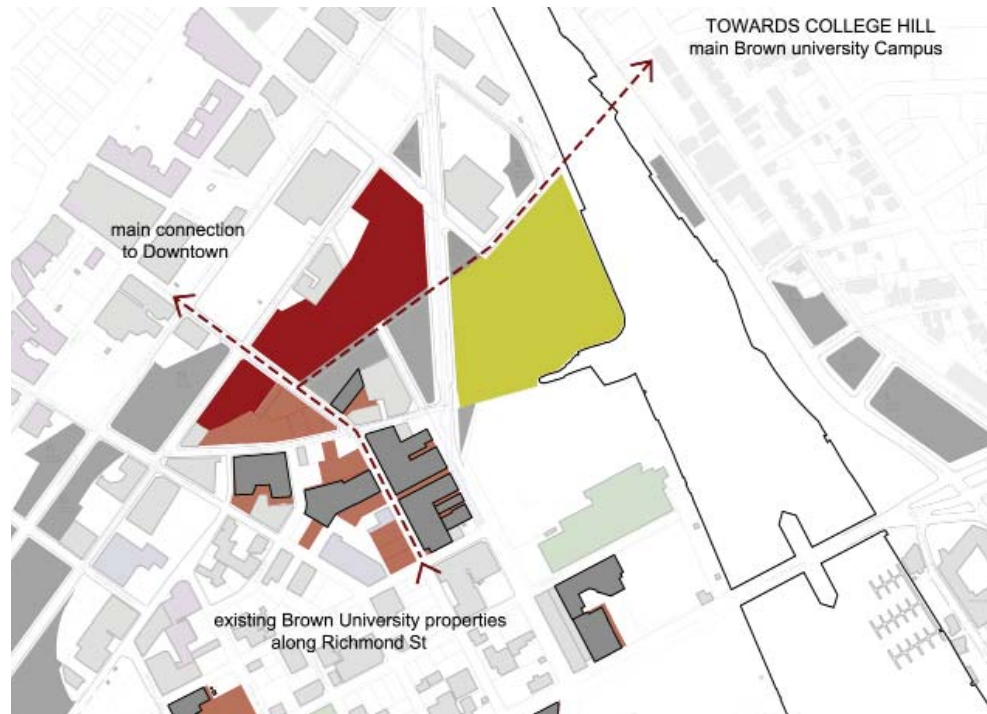 TOWARDS COLLEGE HILL
main Brown university Campus
main connection
to Downtown
existing Brown University properties
along Richmond St